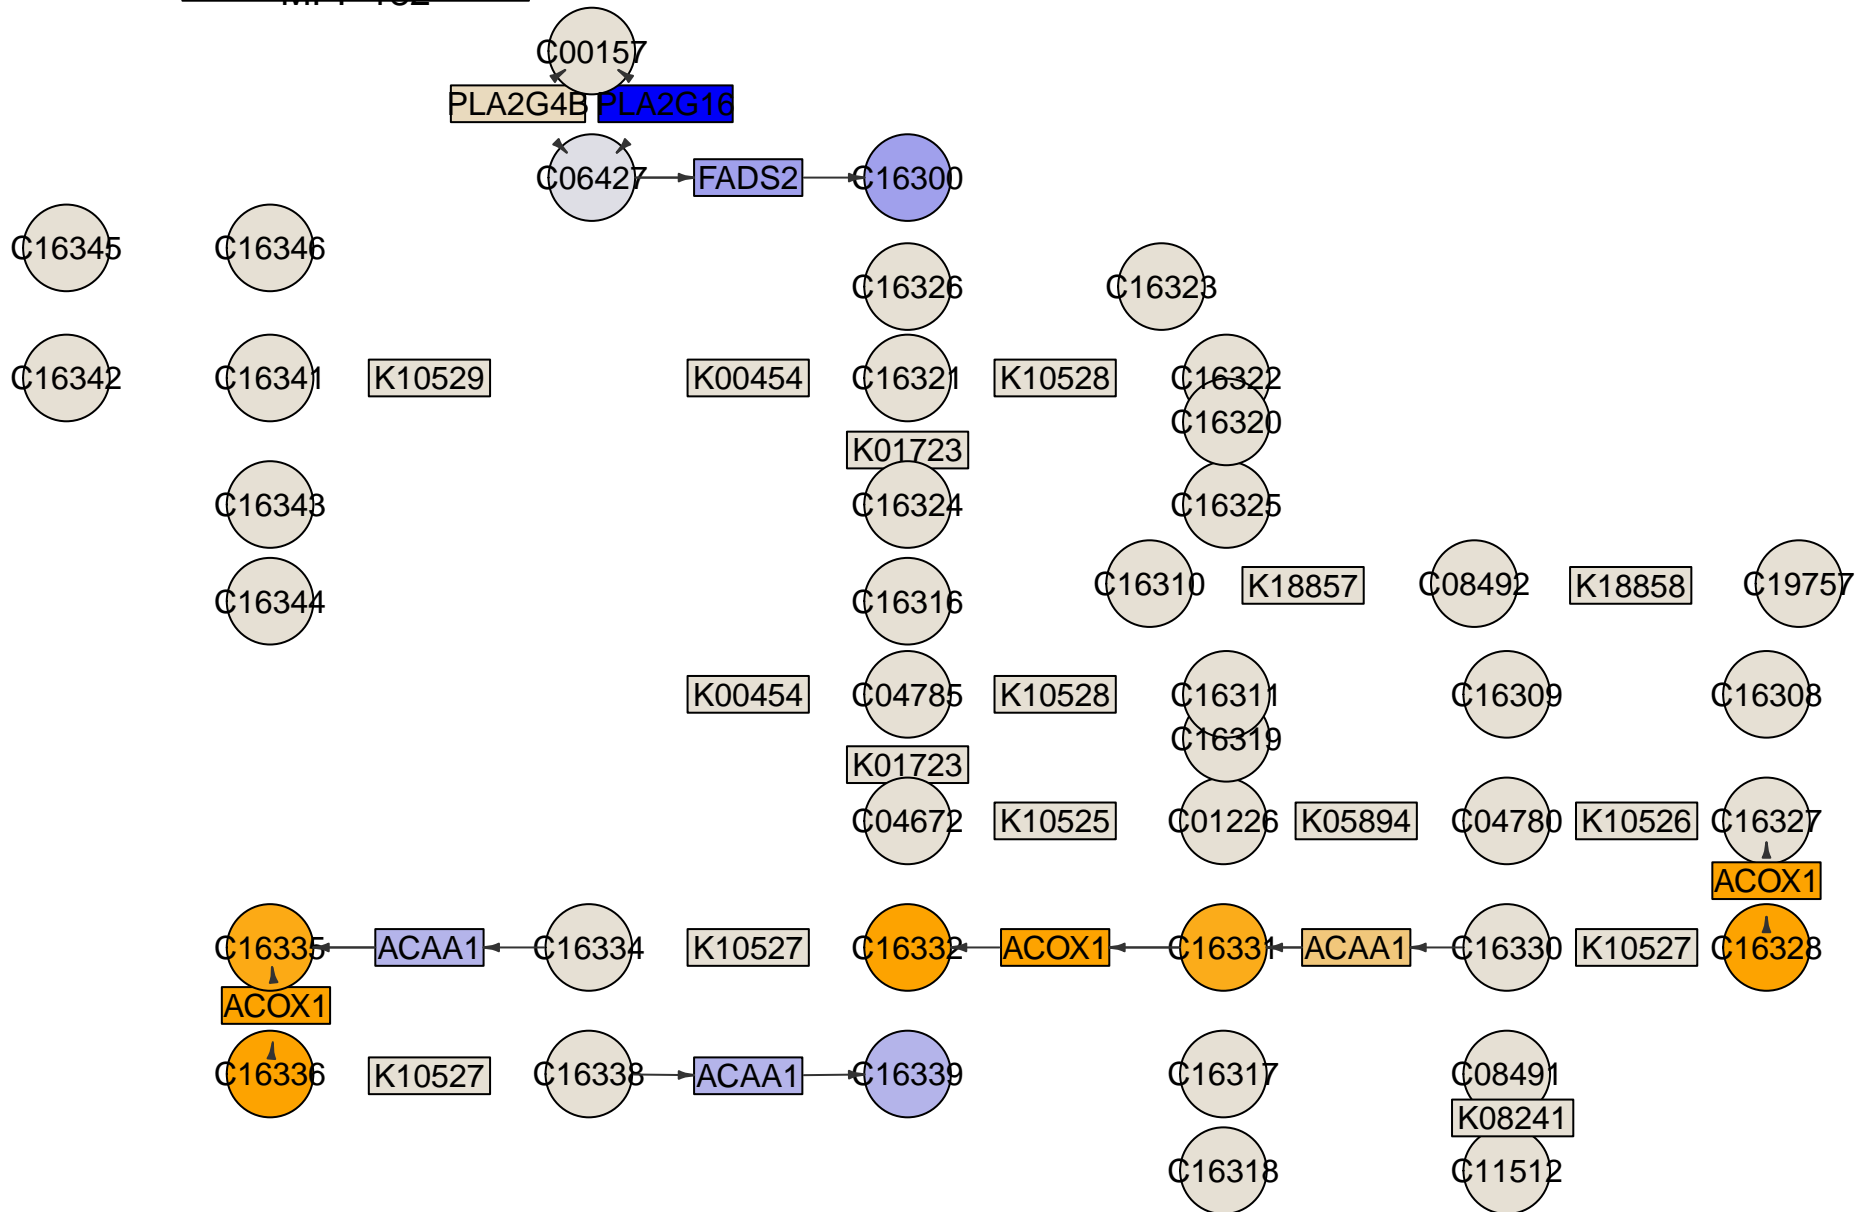 C00157
PLA2G4B PLA2G16
C06427 FADS2 C16300
C16345 C16346
C16326 C16323
C16342 C16341 K10529 K00454 C16321 K10528 C16322
C16320
K01723
C16343 C16324 C16325
C16310 K18857 C08492 K18858 C19757
C16344 C16316
K00454 C04785 K10528 C16311 C16309 C16308
C16319
K01723
C04672 K10525 C01226 K05894 C04780 K10526 C16327
ACOX1
C16335 ACAA1 C16334 K10527 C16332 ACOX1 C16331 ACAA1 C16330 K10527 C16328
ACOX1
C16336 K10527 C16338 ACAA1 C16339 C16317 C08491
K08241
C16318 C11512